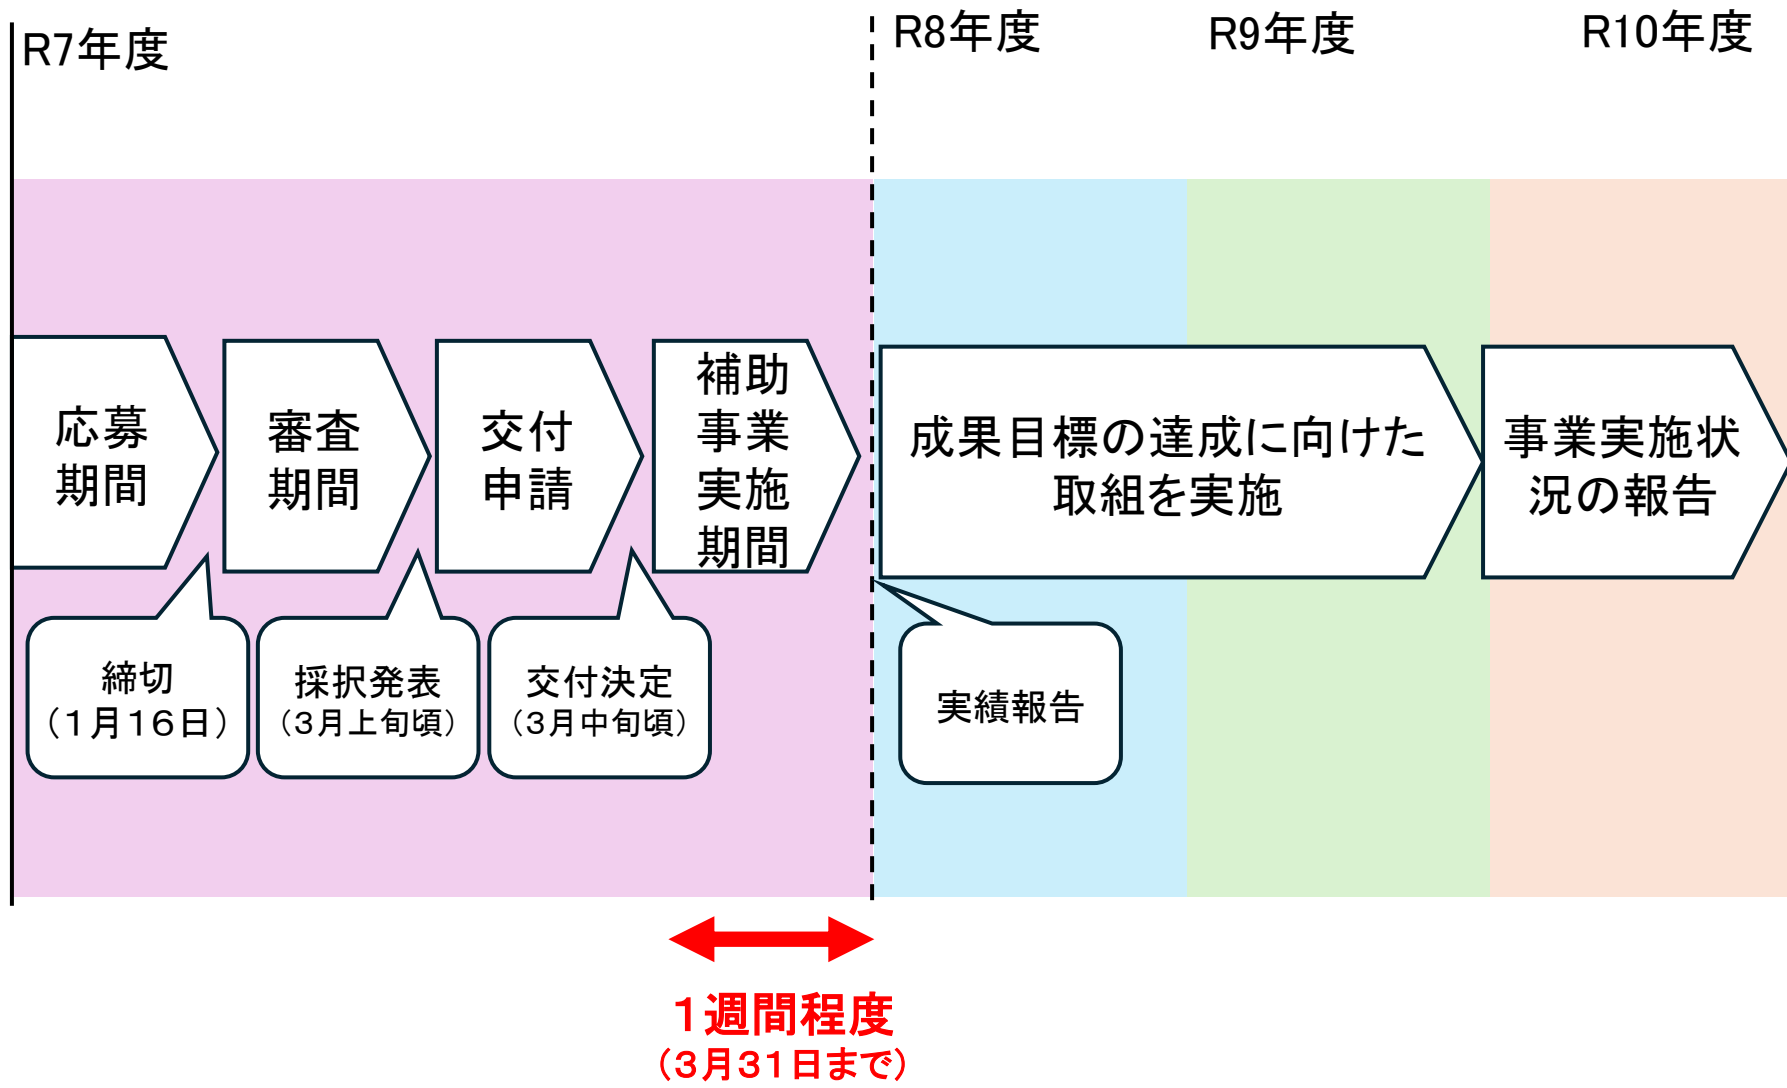 R7年度
R8年度
R9年度
R10年度
応募
期間
審査
期間
交付
申請
補助
事業
実施
期間
成果目標の達成に向けた
取組を実施
事業実施状
況の報告
締切
（１月１６日）
採択発表
（３月上旬頃）
交付決定
（３月中旬頃）
実績報告
１週間程度
（３月３１日まで）